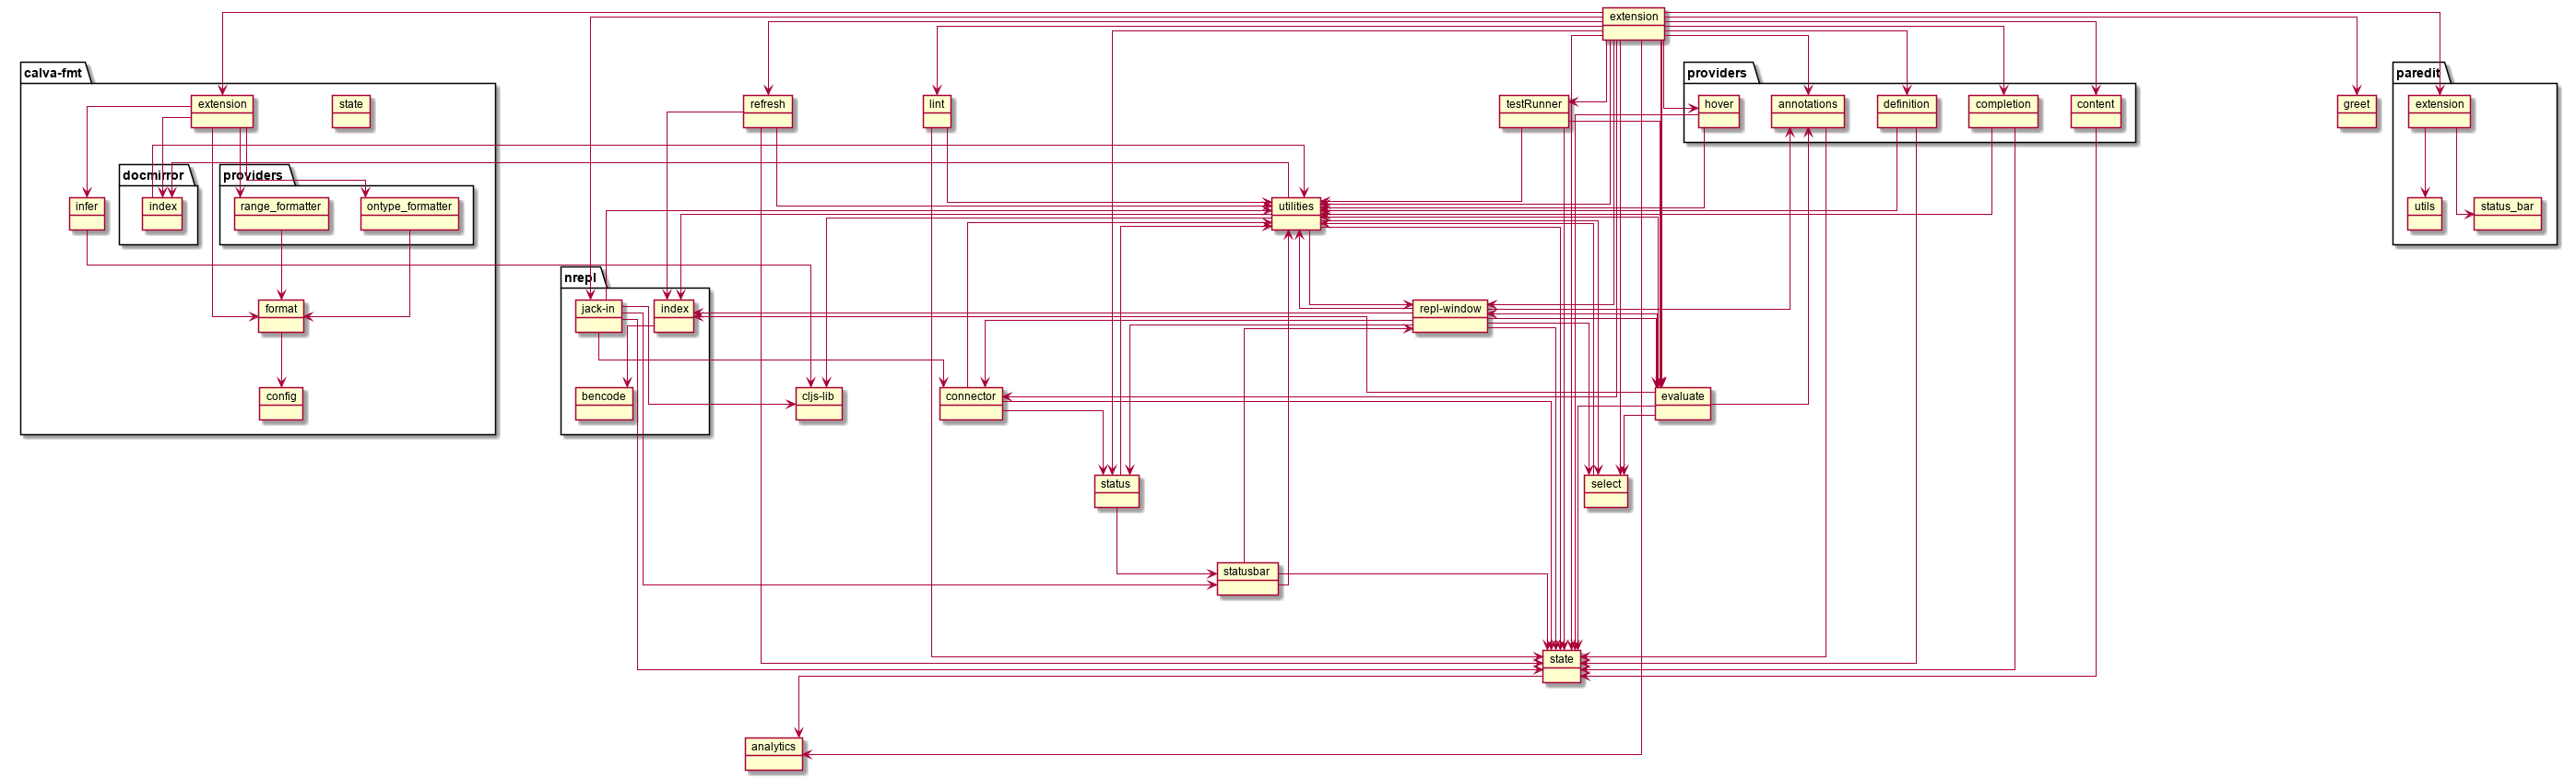 extension
calva-fmt
providers
paredit
extension
state
refresh
lint
testRunner
hover
annotations
definition
completion
content
greet
extension
docmirror
providers
infer
index
range_formatter
ontype_formatter
utilities
utils
status_bar
nrepl
format
jack-in
index
repl-window
config
bencode
cljs-lib
connector
evaluate
status
select
statusbar
state
analytics